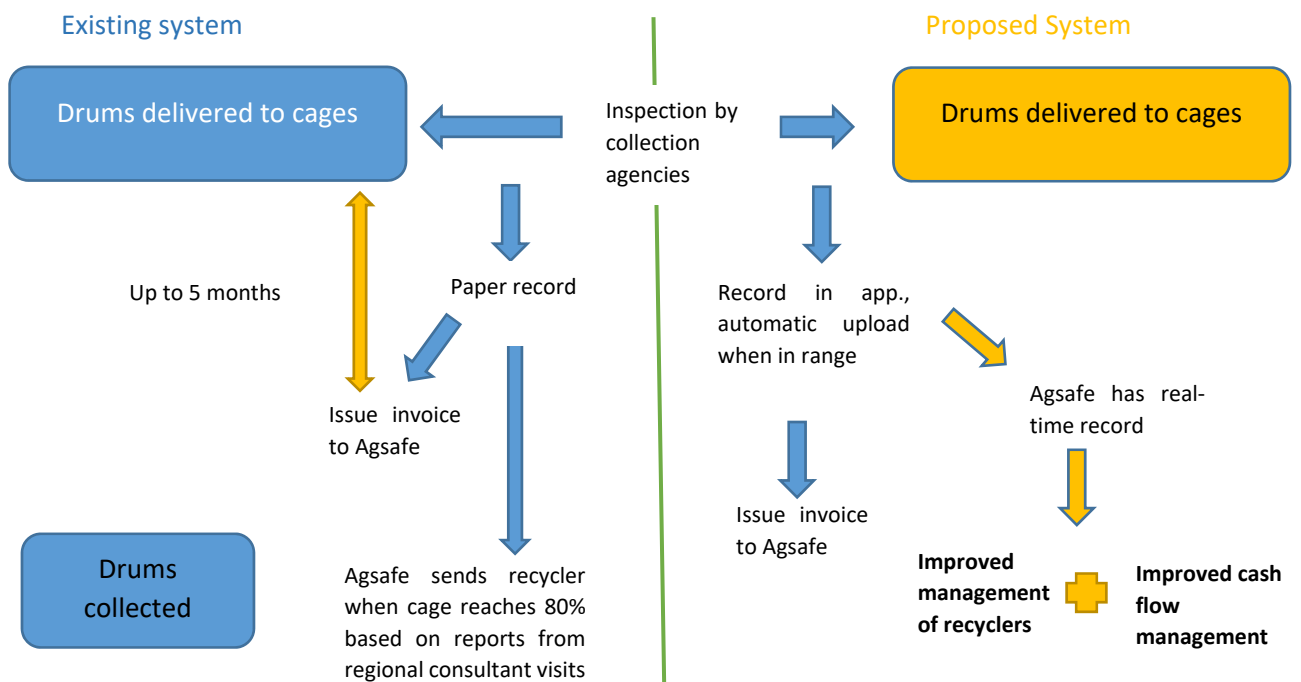 Existing system
Proposed System
Drums delivered to cages
Inspection by
collection
agencies
Drums delivered to cages
Up to 5 months
Paper record
Issue invoice
to Agsafe
Drums
collected
Agsafe sends recycler
when cage reaches 80%
based on reports from
regional consultant visits
Record in app.,
automatic upload
when in range
Agsafe has real-
time record
Issue invoice
to Agsafe
Improved
management
of recyclers
Improved cash
flow
management